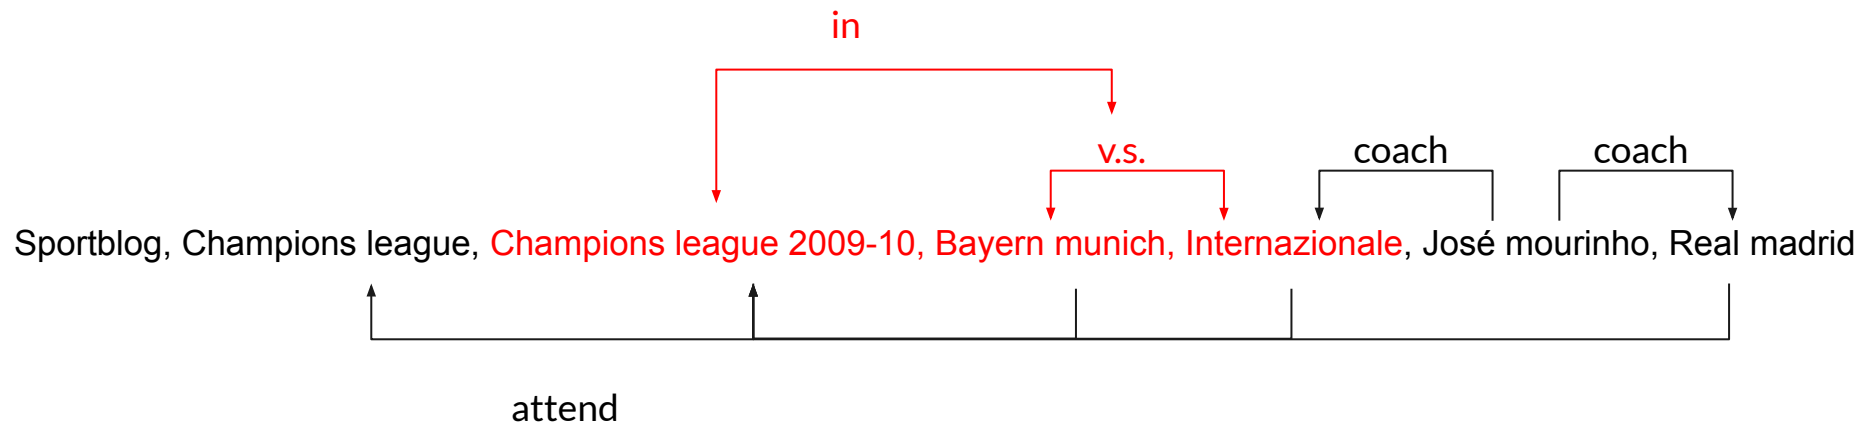 in
v.s.
coach
coach
Sportblog, Champions league, Champions league 2009-10, Bayern munich, Internazionale, José mourinho, Real madrid
attend